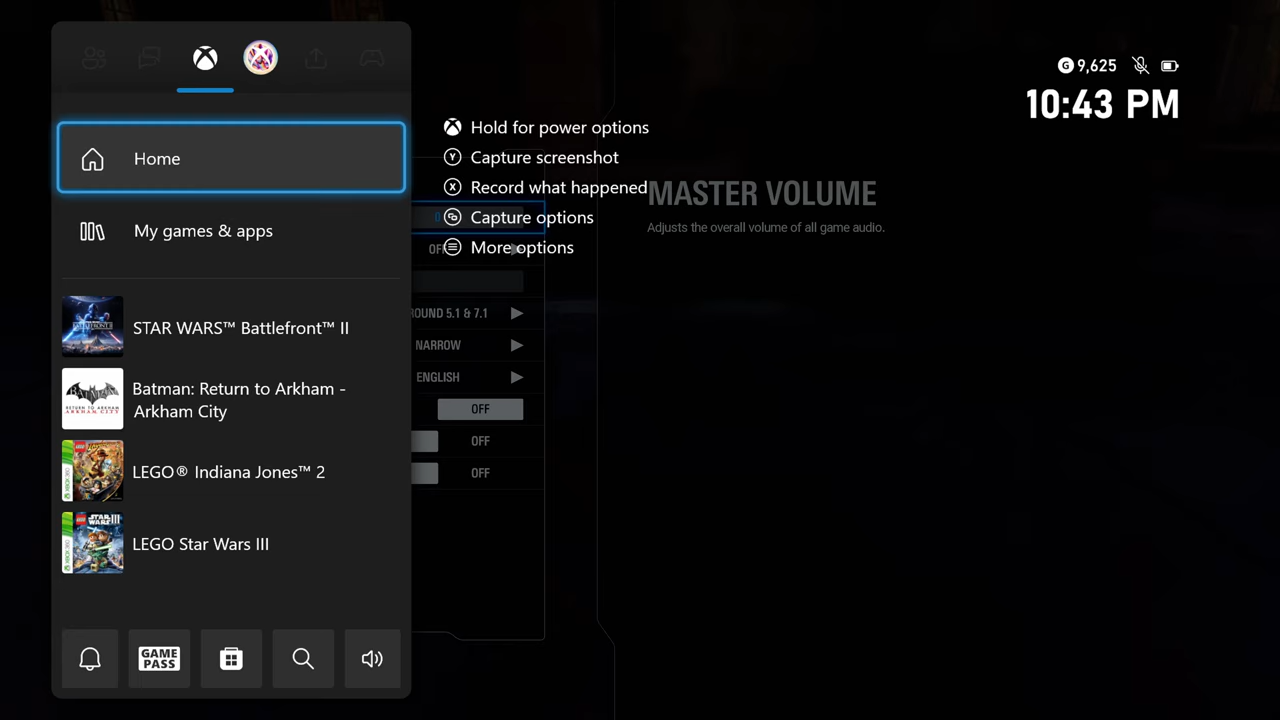 G 9,625
10:43 PM
Home
My games & apps
STAR WARS™ Battlefront™ II
Batman: Return to Arkham -
Arkham City
LEGO® Indiana Jones™ 2
LEGO Star Wars III
GAME
PASS
Hold for power options
Y Capture screenshot
X Record what happened
Capture options
More options
OFF
ROUND 5.1 & 7.1
NARROW
ENGLISH
OFF
OFF
OFF
MASTER VOLUME
Adjusts the overall volume of all game audio.